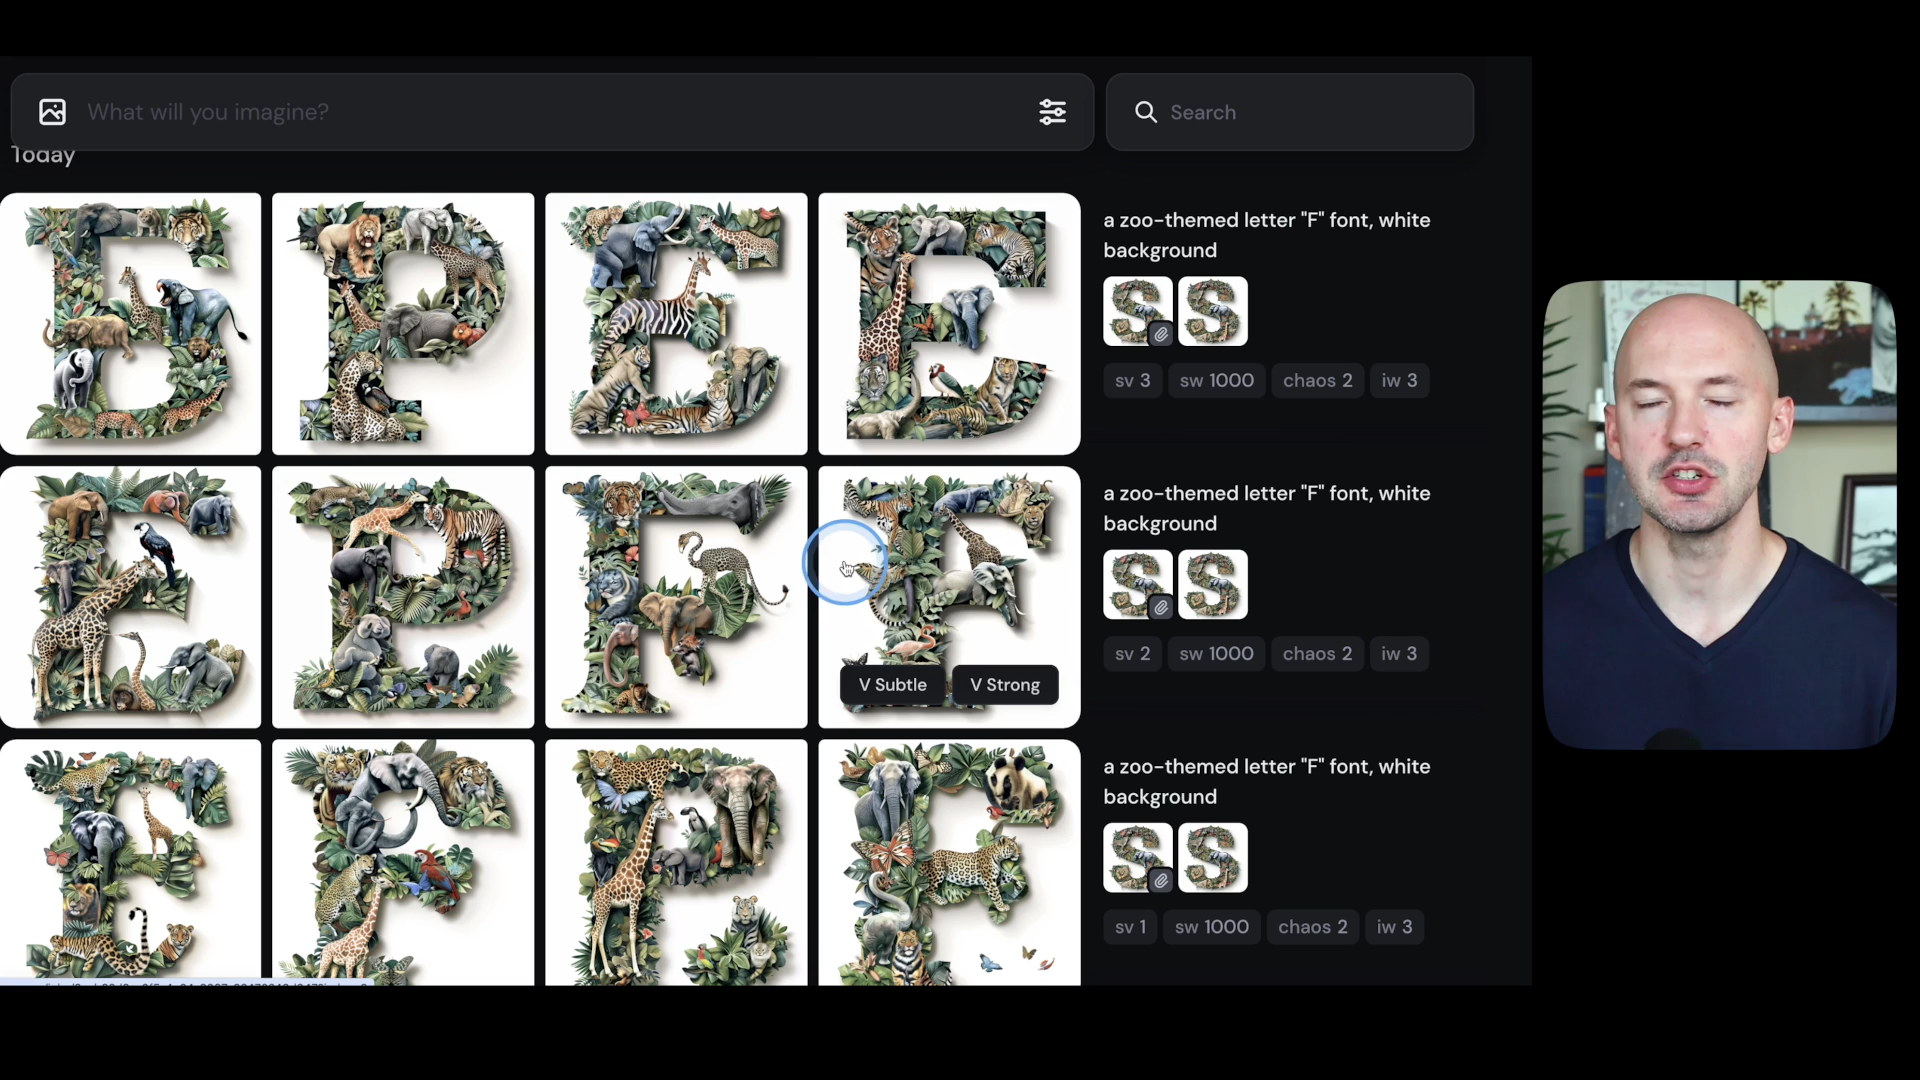 What will you imagine?
Search
Today
a zoo-themed letter "F" font, white
background
sv 3 sw 1000 chaos 2 iw 3
a zoo-themed letter "F" font, white
background
sv 2 sw 1000 chaos 2 iw 3
V Subtle V Strong
a zoo-themed letter "F" font, white
background
sv 1 sw 1000 chaos 2 iw 3